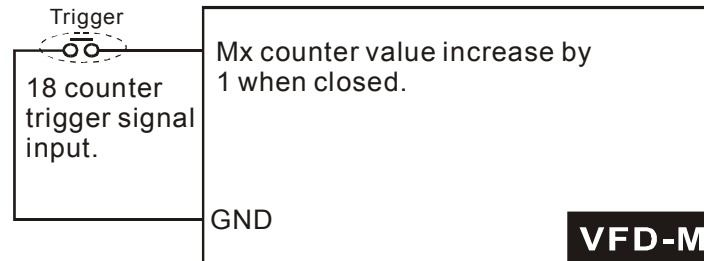 Trigger
Mx counter value increase by
1 when closed.
18 counter
trigger signal
input.
GND
VFD-M